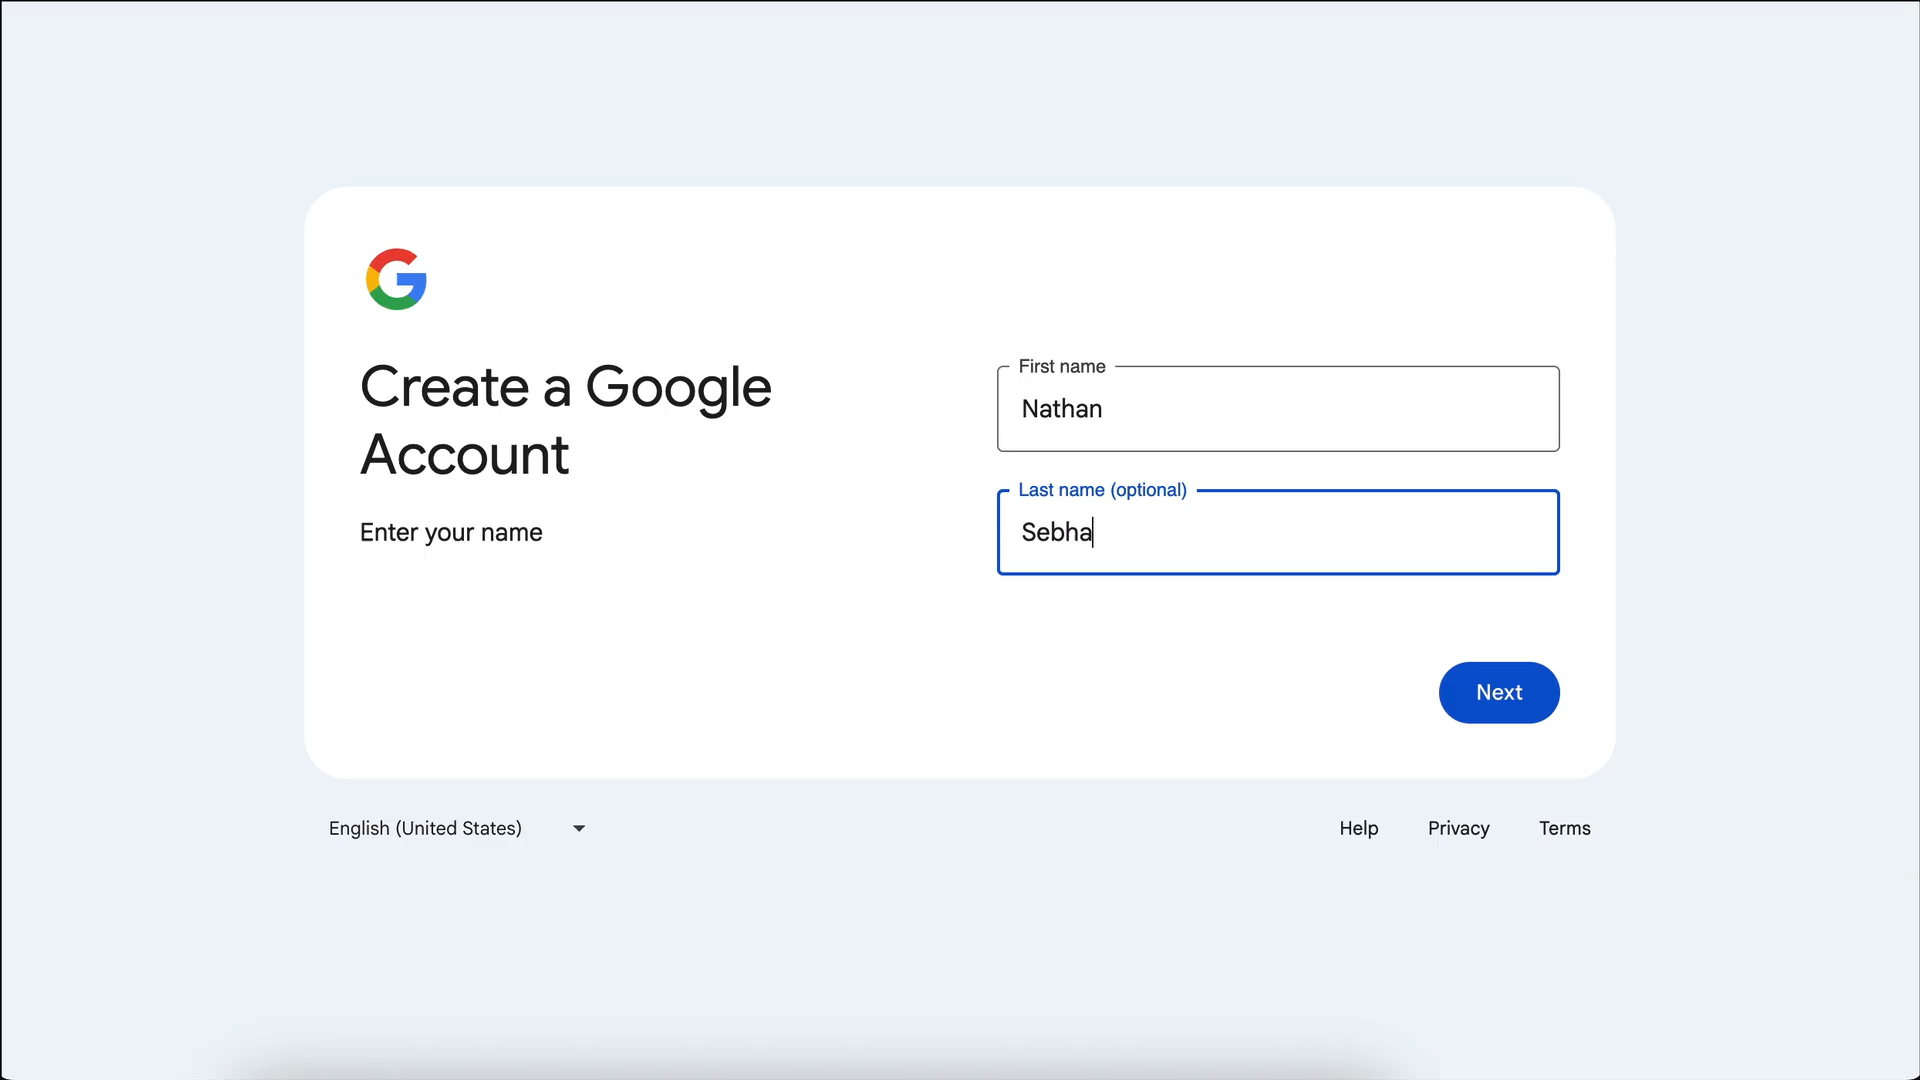 Create a Google
Account
Enter your name
First name
Nathan
Last name (optional)
Sebha
Next
English (United States)
Help
Privacy
Terms